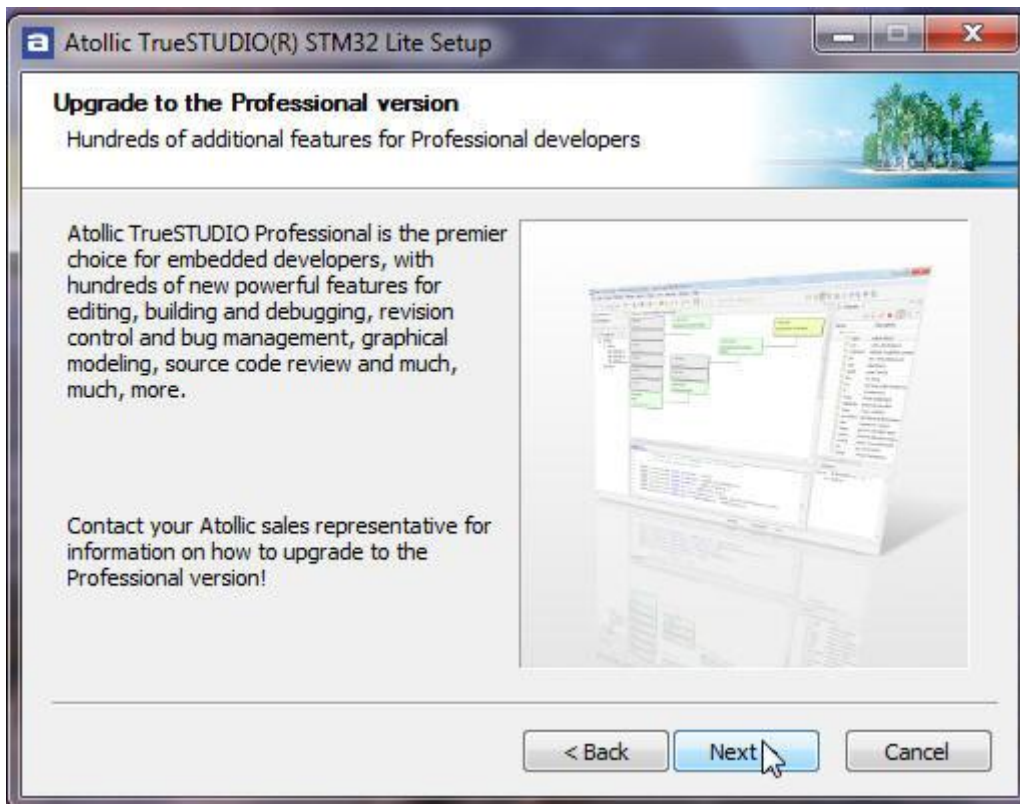 a Atollic TrueSTUDIO(R) STM32 Lite Setup
Upgrade to the Professional version
Hundreds of additional features for Professional developers
Atollic TrueSTUDIO Professional is the premier
choice for embedded developers, with
hundreds of new powerful features for
editing, building and debugging, revision
control and bug management, graphical
modeling, source code review and much,
much, more.
Contact your Atollic sales representative for
information on how to upgrade to the
Professional version!
< Back
Next
Cancel